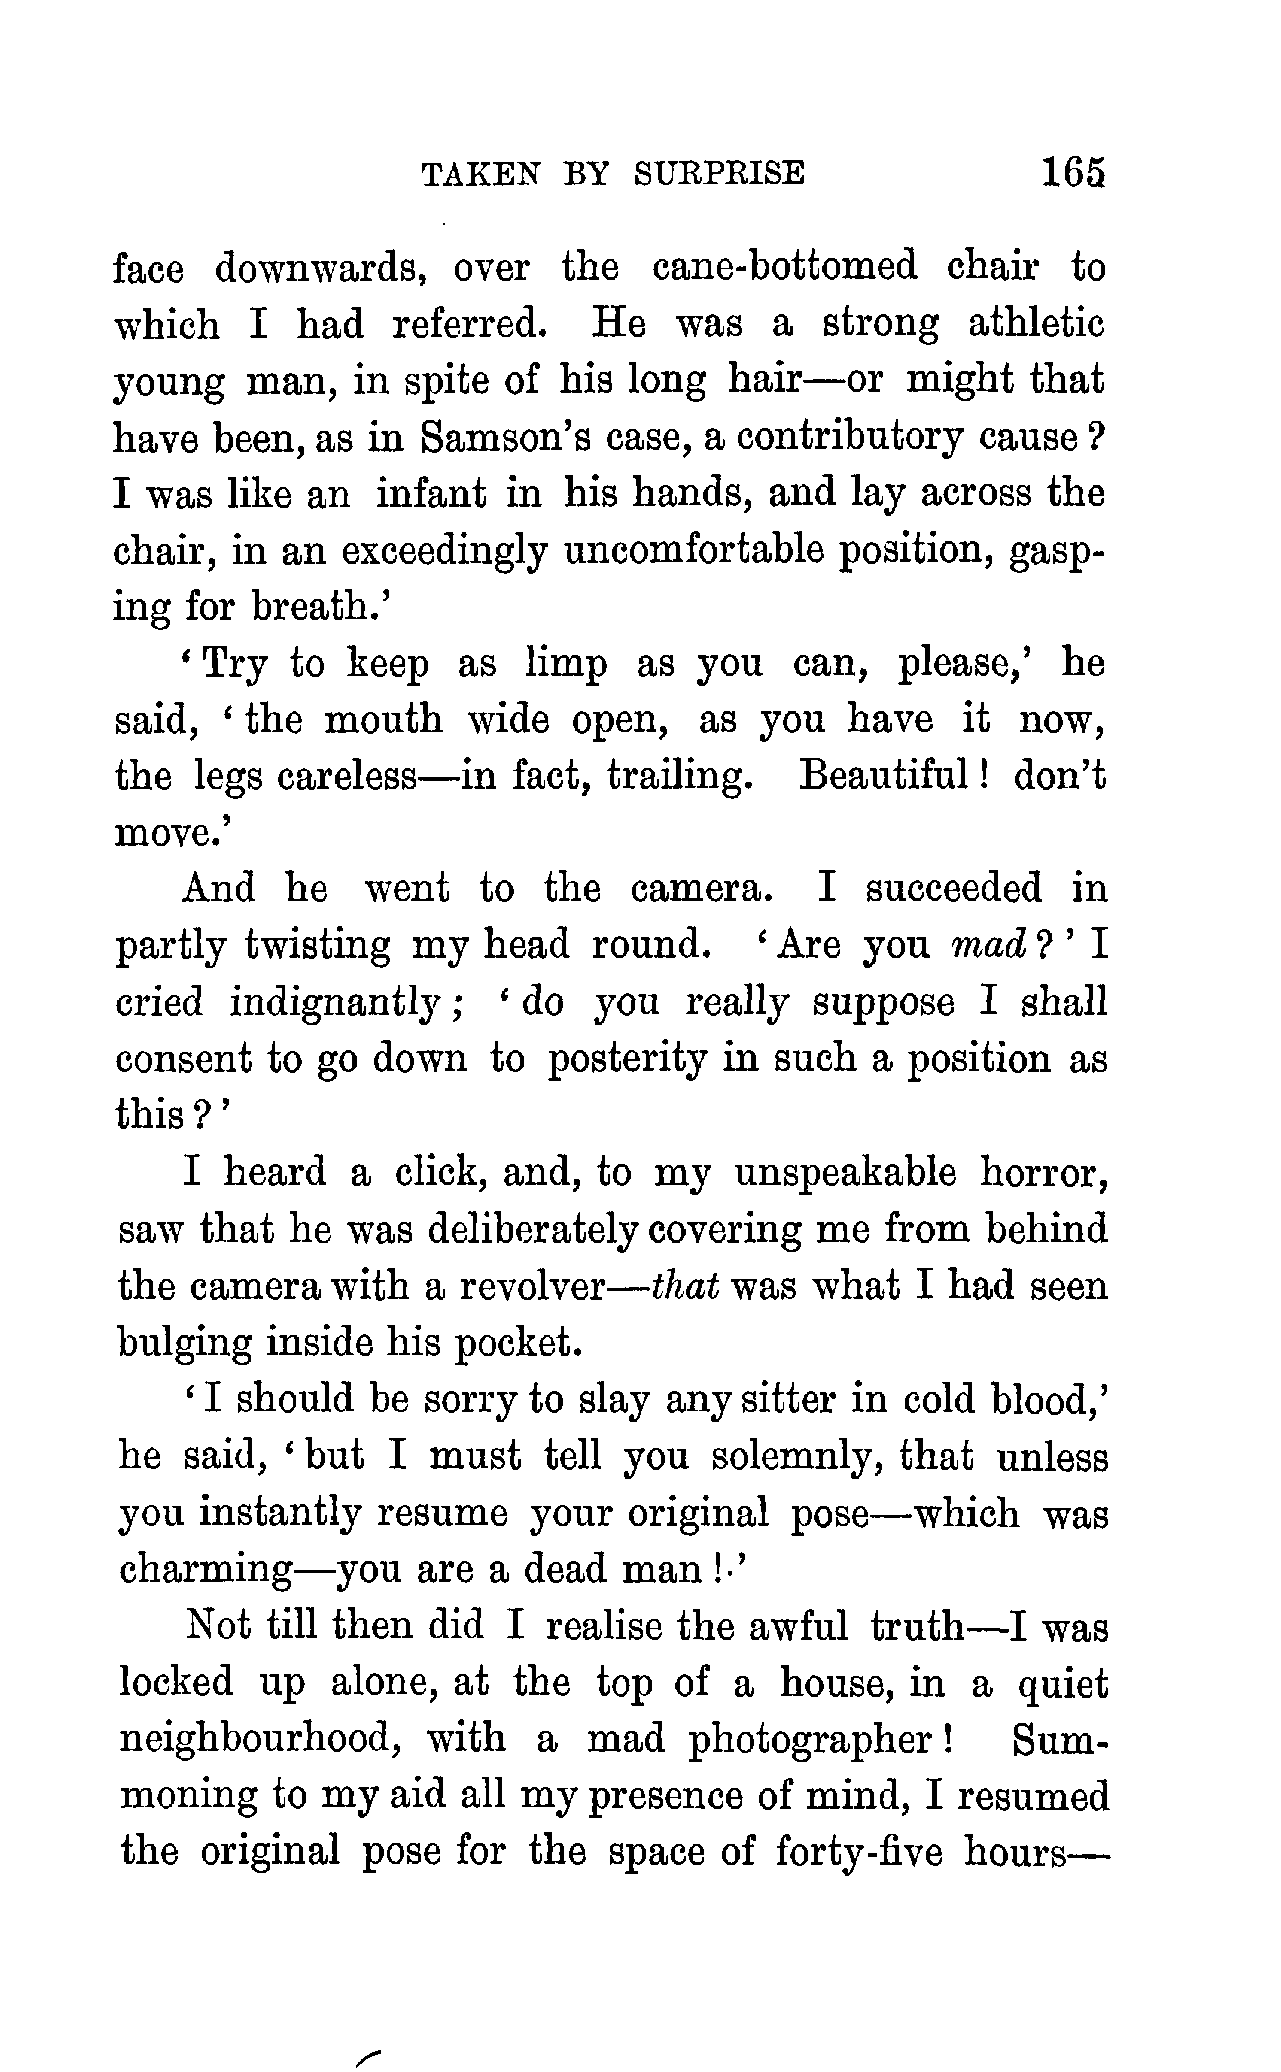 TAKEN BY SURPRISE 165
face downwards, over the cane-bottomed chair to
which I had referred. He was a strong athletic
young man, in spite of his long hair—or might that
have been, as in Samson's case, a contributory cause ?
I was like an infant in his hands, and lay across the
chair, in an exceedingly uncomfortable position, gasp-
ing for breath.'
‘ Try to keep as limp as you can, please,’ he
said, ‘ the mouth wide open, as you have it now,
the legs careless—in fact, trailing. Beautiful ! don't
move.’
And he went to the camera. I succeeded in
partly twisting my head round. ‘ Are you mad ? ’ I
cried indignantly ; ‘ do you really suppose I shall
consent to go down to posterity in such a position as
this ? ’
I heard a click, and, to my unspeakable horror,
saw that he was deliberately covering me from behind
the camera with a revolver—that was what I had seen
bulging inside his pocket.
‘ I should be sorry to slay any sitter in cold blood,’
he said, ‘ but I must tell you solemnly, that unless
you instantly resume your original pose—which was
charming—you are a dead man !·’
Not till then did I realise the awful truth—I was
locked up alone, at the top of a house, in a quiet
neighbourhood, with a mad photographer ! Sum-
moning to my aid all my presence of mind, I resumed
the original pose for the space of forty-five hours—